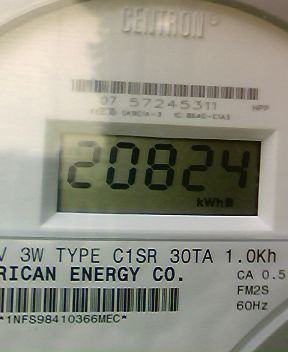 CENTRON®
07 57245311 HPP
20824
kWh
V 3W TYPE C1SR 30TA 1.0Kh
RICAN ENERGY CO.
CA 0.5
FM2S
60Hz
*1NFS98410366MEC*